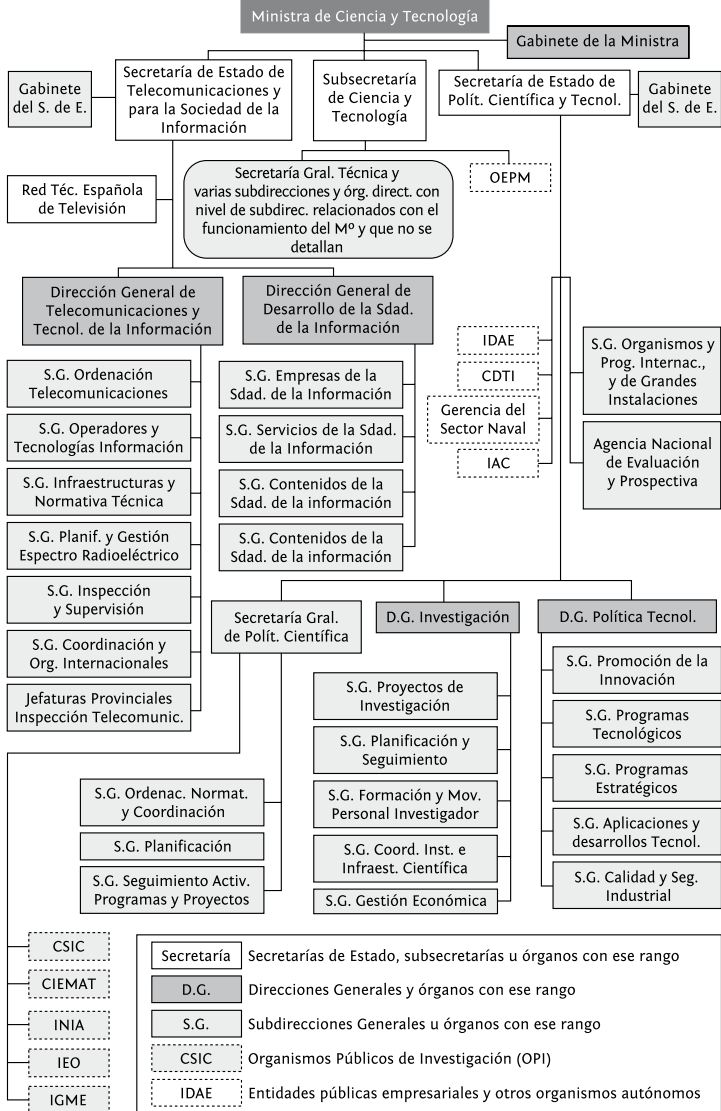 Ministra de Ciencia y Tecnología
Gabinete de la Ministra
Gabinete
del S. de E.
Secretaría de Estado de
Telecomunicaciones y
para la Sociedad de la
Información
Subsecretaría
de Ciencia y
Tecnología
Secretaría de Estado de
Polít. Científica y Tecnol.
Gabinete
del S. de E.
Red Téc. Española
de Televisión
Secretaría Gral. Técnica y
varias subdirecciones y órg. direct. con
nivel de subdirec. relacionados con el
funcionamiento del Mº y que no se
detallan
OEPM
Dirección General de
Telecomunicaciones y
Tecnol. de la Información
Dirección General de
Desarrollo de la Sdad.
de la Información
S.G. Ordenación
Telecomunicaciones
S.G. Operadores y
Tecnologías Información
S.G. Infraestructuras y
Normativa Técnica
S.G. Planif. y Gestión
Espectro Radioeléctrico
S.G. Inspección
y Supervisión
S.G. Coordinación y
Org. Internacionales
Jefaturas Provinciales
Inspección Telecomunic.
S.G. Empresas de la
Sdad. de la Información
S.G. Servicios de la Sdad.
de la Información
S.G. Contenidos de la
Sdad. de la información
S.G. Contenidos de la
Sdad. de la información
IDAE
CDTI
Gerencia del
Sector Naval
IAC
S.G. Organismos y
Prog. Internac.,
y de Grandes
Instalaciones
Agencia Nacional
de Evaluación
y Prospectiva
Secretaría Gral.
de Polít. Científica
D.G. Investigación
D.G. Política Tecnol.
S.G. Ordenac. Normat.
y Coordinación
S.G. Planificación
S.G. Seguimiento Activ.
Programas y Proyectos
S.G. Proyectos de
Investigación
S.G. Planificación y
Seguimiento
S.G. Formación y Mov.
Personal Investigador
S.G. Coord. Inst. e
Infraest. Científica
S.G. Gestión Económica
S.G. Promoción de la
Innovación
S.G. Programas
Tecnológicos
S.G. Programas
Estratégicos
S.G. Aplicaciones y
desarrollos Tecnol.
S.G. Calidad y Seg.
Industrial
CSIC
CIEMAT
INIA
IEO
IGME
Secretaría Secretarías de Estado, subsecretarías u órganos con ese rango
D.G. Direcciones Generales y órganos con ese rango
S.G. Subdirecciones Generales u órganos con ese rango
CSIC Organismos Públicos de Investigación (OPI)
IDAE Entidades públicas empresariales y otros organismos autónomos